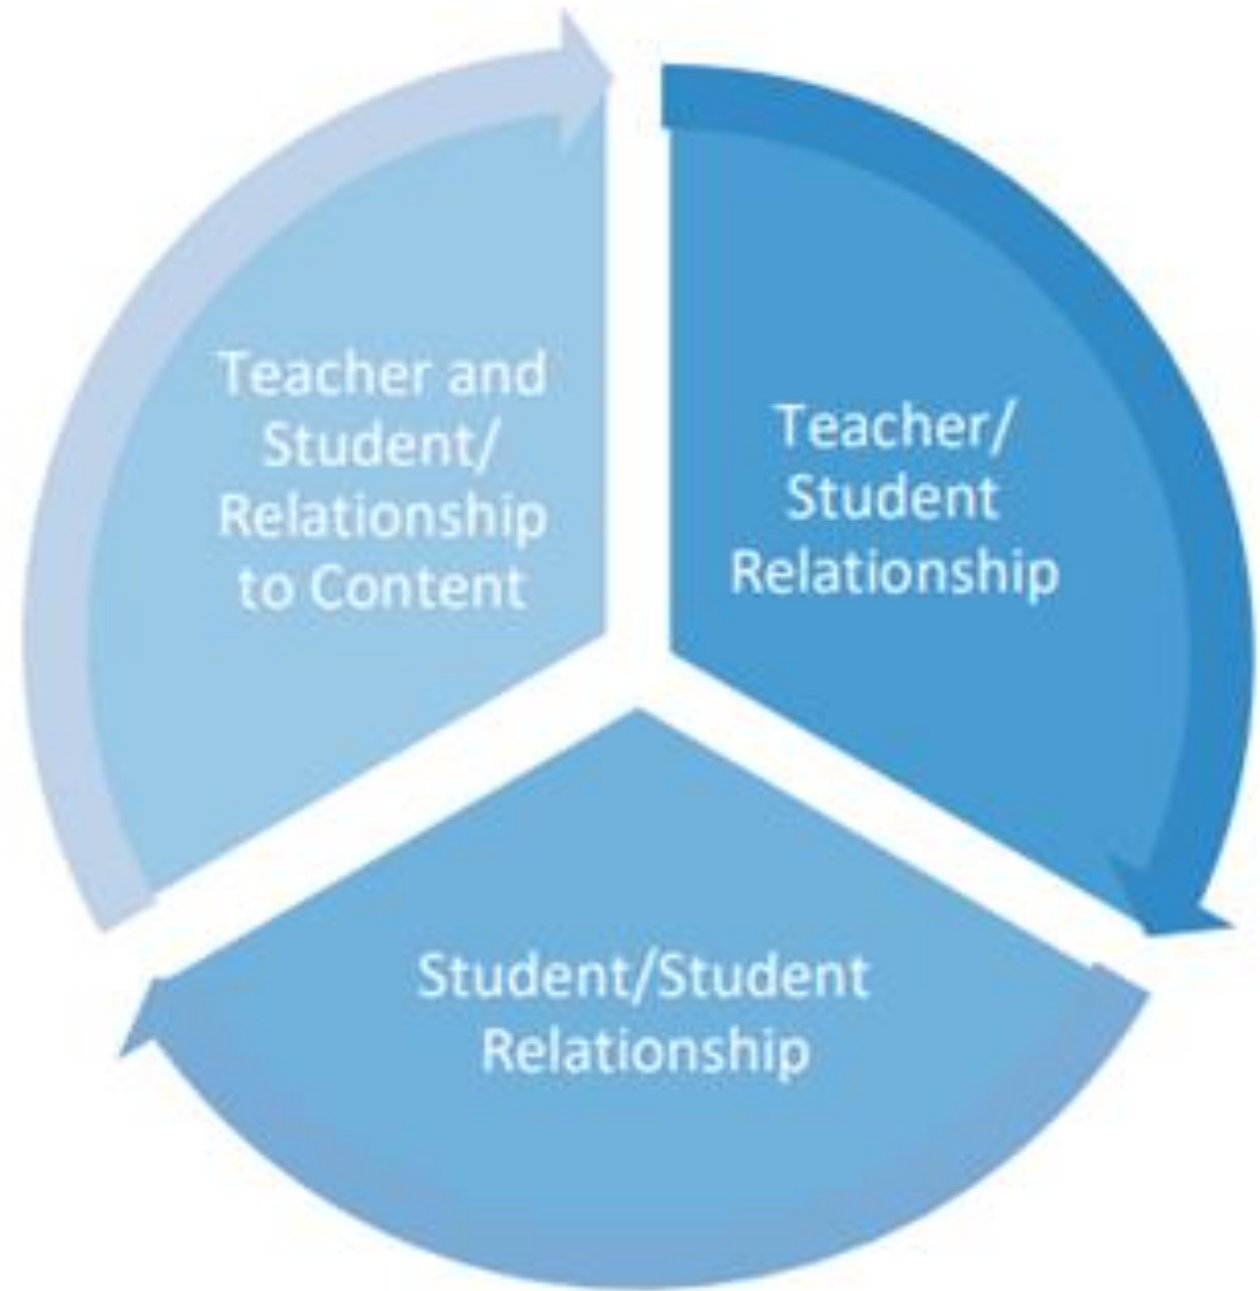 Teacher and
Student/
Relationship
to Content
Teacher/
Student
Relationship
Student/Student
Relationship